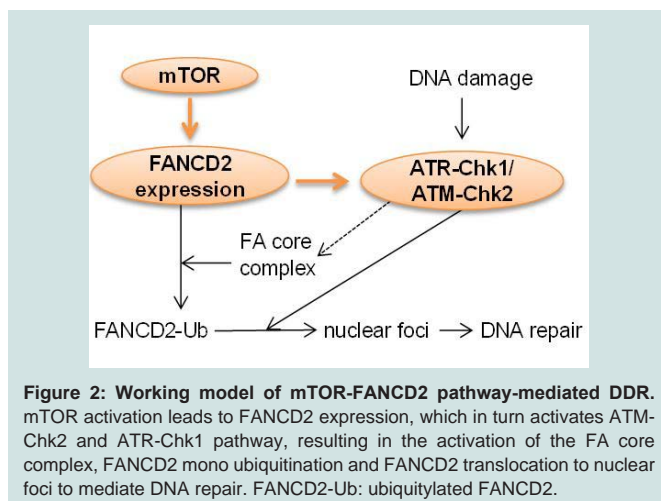 mTOR
DNA damage
FANCD2
expression
ATR-Chk1/
ATM-Chk2
FA core
complex
FANCD2-Ub
nuclear foci
DNA repair
Figure 2: Working model of mTOR-FANCD2 pathway-mediated DDR.
mTOR activation leads to FANCD2 expression, which in turn activates ATM-
Chk2 and ATR-Chk1 pathway, resulting in the activation of the FA core
complex, FANCD2 mono ubiquitination and FANCD2 translocation to nuclear
foci to mediate DNA repair. FANCD2-Ub: ubiquitylated FANCD2.